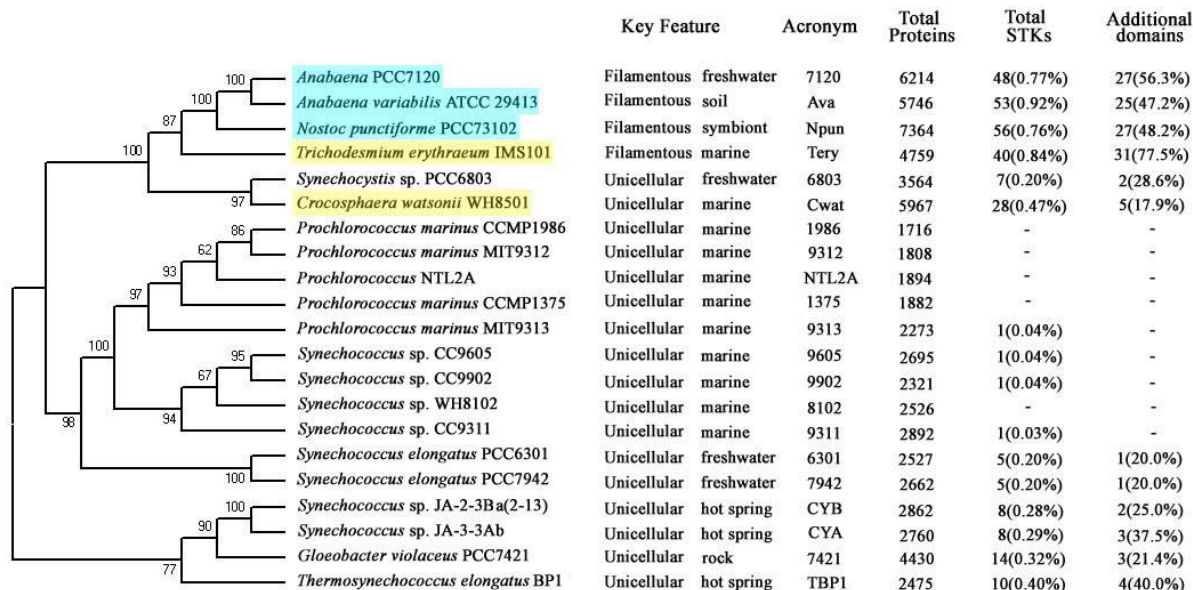 Key Feature Acronym Total Proteins Total STKs Additional domains
100 Anabaena PCC7120 Filamentous freshwater 7120 6214 48(0.77%) 27(56.3%)
100 Anabaena variabilis ATCC 29413 Filamentous soil Ava 5746 53(0.92%) 25(47.2%)
87 Nostoc punctiforme PCC73102 Filamentous symbiont Npun 7364 56(0.76%) 27(48.2%)
100 Trichodesmium erythraeum IMS101 Filamentous marine Tery 4759 40(0.84%) 31(77.5%)
Synechocystis sp. PCC6803 Unicellular freshwater 6803 3564 7(0.20%) 2(28.6%)
97 Crocosphaera watsonii WH8501 Unicellular marine Cwat 5967 28(0.47%) 5(17.9%)
86 Prochlorococcus marinus CCMP1986 Unicellular marine 1986 1716 - -
62 Prochlorococcus marinus MIT9312 Unicellular marine 9312 1808 - -
93 Prochlorococcus NTL2A Unicellular marine NTL2A 1894 - -
97 Prochlorococcus marinus CCMP1375 Unicellular marine 1375 1882 - -
Prochlorococcus marinus MIT9313 Unicellular marine 9313 2273 1(0.04%) -
100 95 Synechococcus sp. CC9605 Unicellular marine 9605 2695 1(0.04%) -
67 Synechococcus sp. CC9902 Unicellular marine 9902 2321 1(0.04%) -
Synechococcus sp. WH8102 Unicellular marine 8102 2526 - -
98 94 Synechococcus sp. CC9311 Unicellular marine 9311 2892 1(0.03%) -
Synechococcus elongatus PCC6301 Unicellular freshwater 6301 2527 5(0.20%) 1(20.0%)
100 Synechococcus elongatus PCC7942 Unicellular freshwater 7942 2662 5(0.20%) 1(20.0%)
100 Synechococcus sp. JA-2-3Ba(2-13) Unicellular hot spring CYB 2862 8(0.28%) 2(25.0%)
90 Synechococcus sp. JA-3-3Ab Unicellular hot spring CYA 2760 8(0.29%) 3(37.5%)
Gloeobacter violaceus PCC7421 Unicellular rock 7421 4430 14(0.32%) 3(21.4%)
77 Thermosynechococcus elongatus BP1 Unicellular hot spring TBP1 2475 10(0.40%) 4(40.0%)